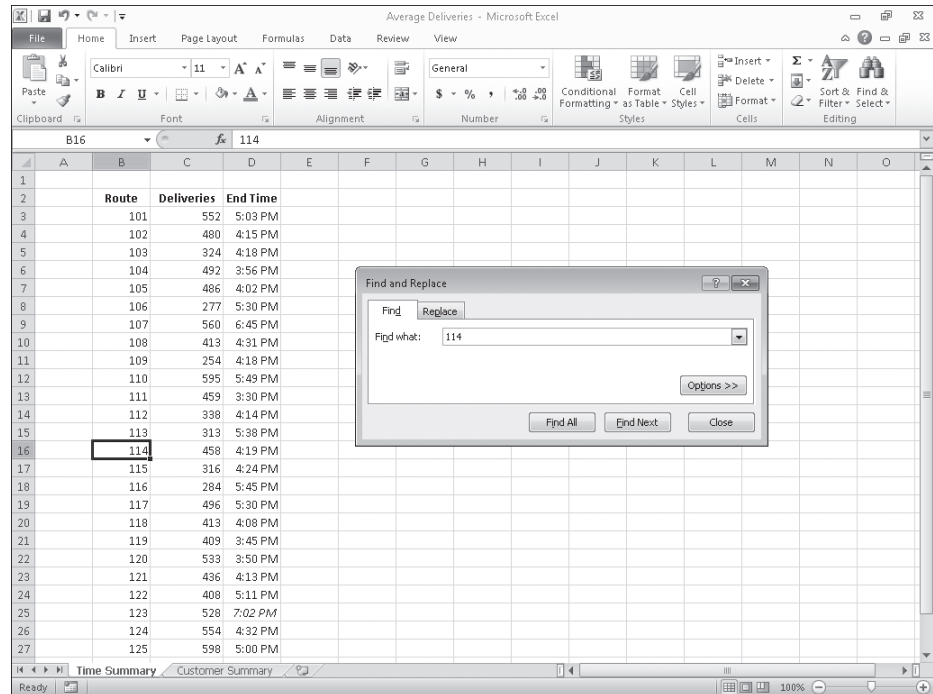 Average Deliveries - Microsoft Excel
File Home Insert Page Layout Formulas Data Review View
Paste
Clipboard
Calibri 11 A A
B I U A
Font
Alignment
General
$ % , .0 .00 .00 .0
Number
Conditional Formatting
Format as Table
Cell Styles
Styles
Insert
Delete
Format
Cells
Σ
Sort & Filter
Find & Select
Editing
B16 fx 114
A B C D E F G H I J K L M N O
1
2 Route Deliveries End Time
3 101 552 5:03 PM
4 102 480 4:15 PM
5 103 324 4:18 PM
6 104 492 3:56 PM
7 105 486 4:02 PM
8 106 277 5:30 PM
9 107 560 6:45 PM
10 108 413 4:31 PM
11 109 254 4:18 PM
12 110 595 5:49 PM
13 111 459 3:30 PM
14 112 338 4:14 PM
15 113 313 5:38 PM
16 114 458 4:19 PM
17 115 316 4:24 PM
18 116 284 5:45 PM
19 117 496 5:30 PM
20 118 413 4:08 PM
21 119 409 3:45 PM
22 120 533 3:50 PM
23 121 436 4:13 PM
24 122 408 5:11 PM
25 123 528 7:02 PM
26 124 554 4:32 PM
27 125 598 5:00 PM
Find and Replace
Find Replace
Find what: 114
Options >>
Find All Find Next Close
Time Summary Customer Summary
Ready 100%